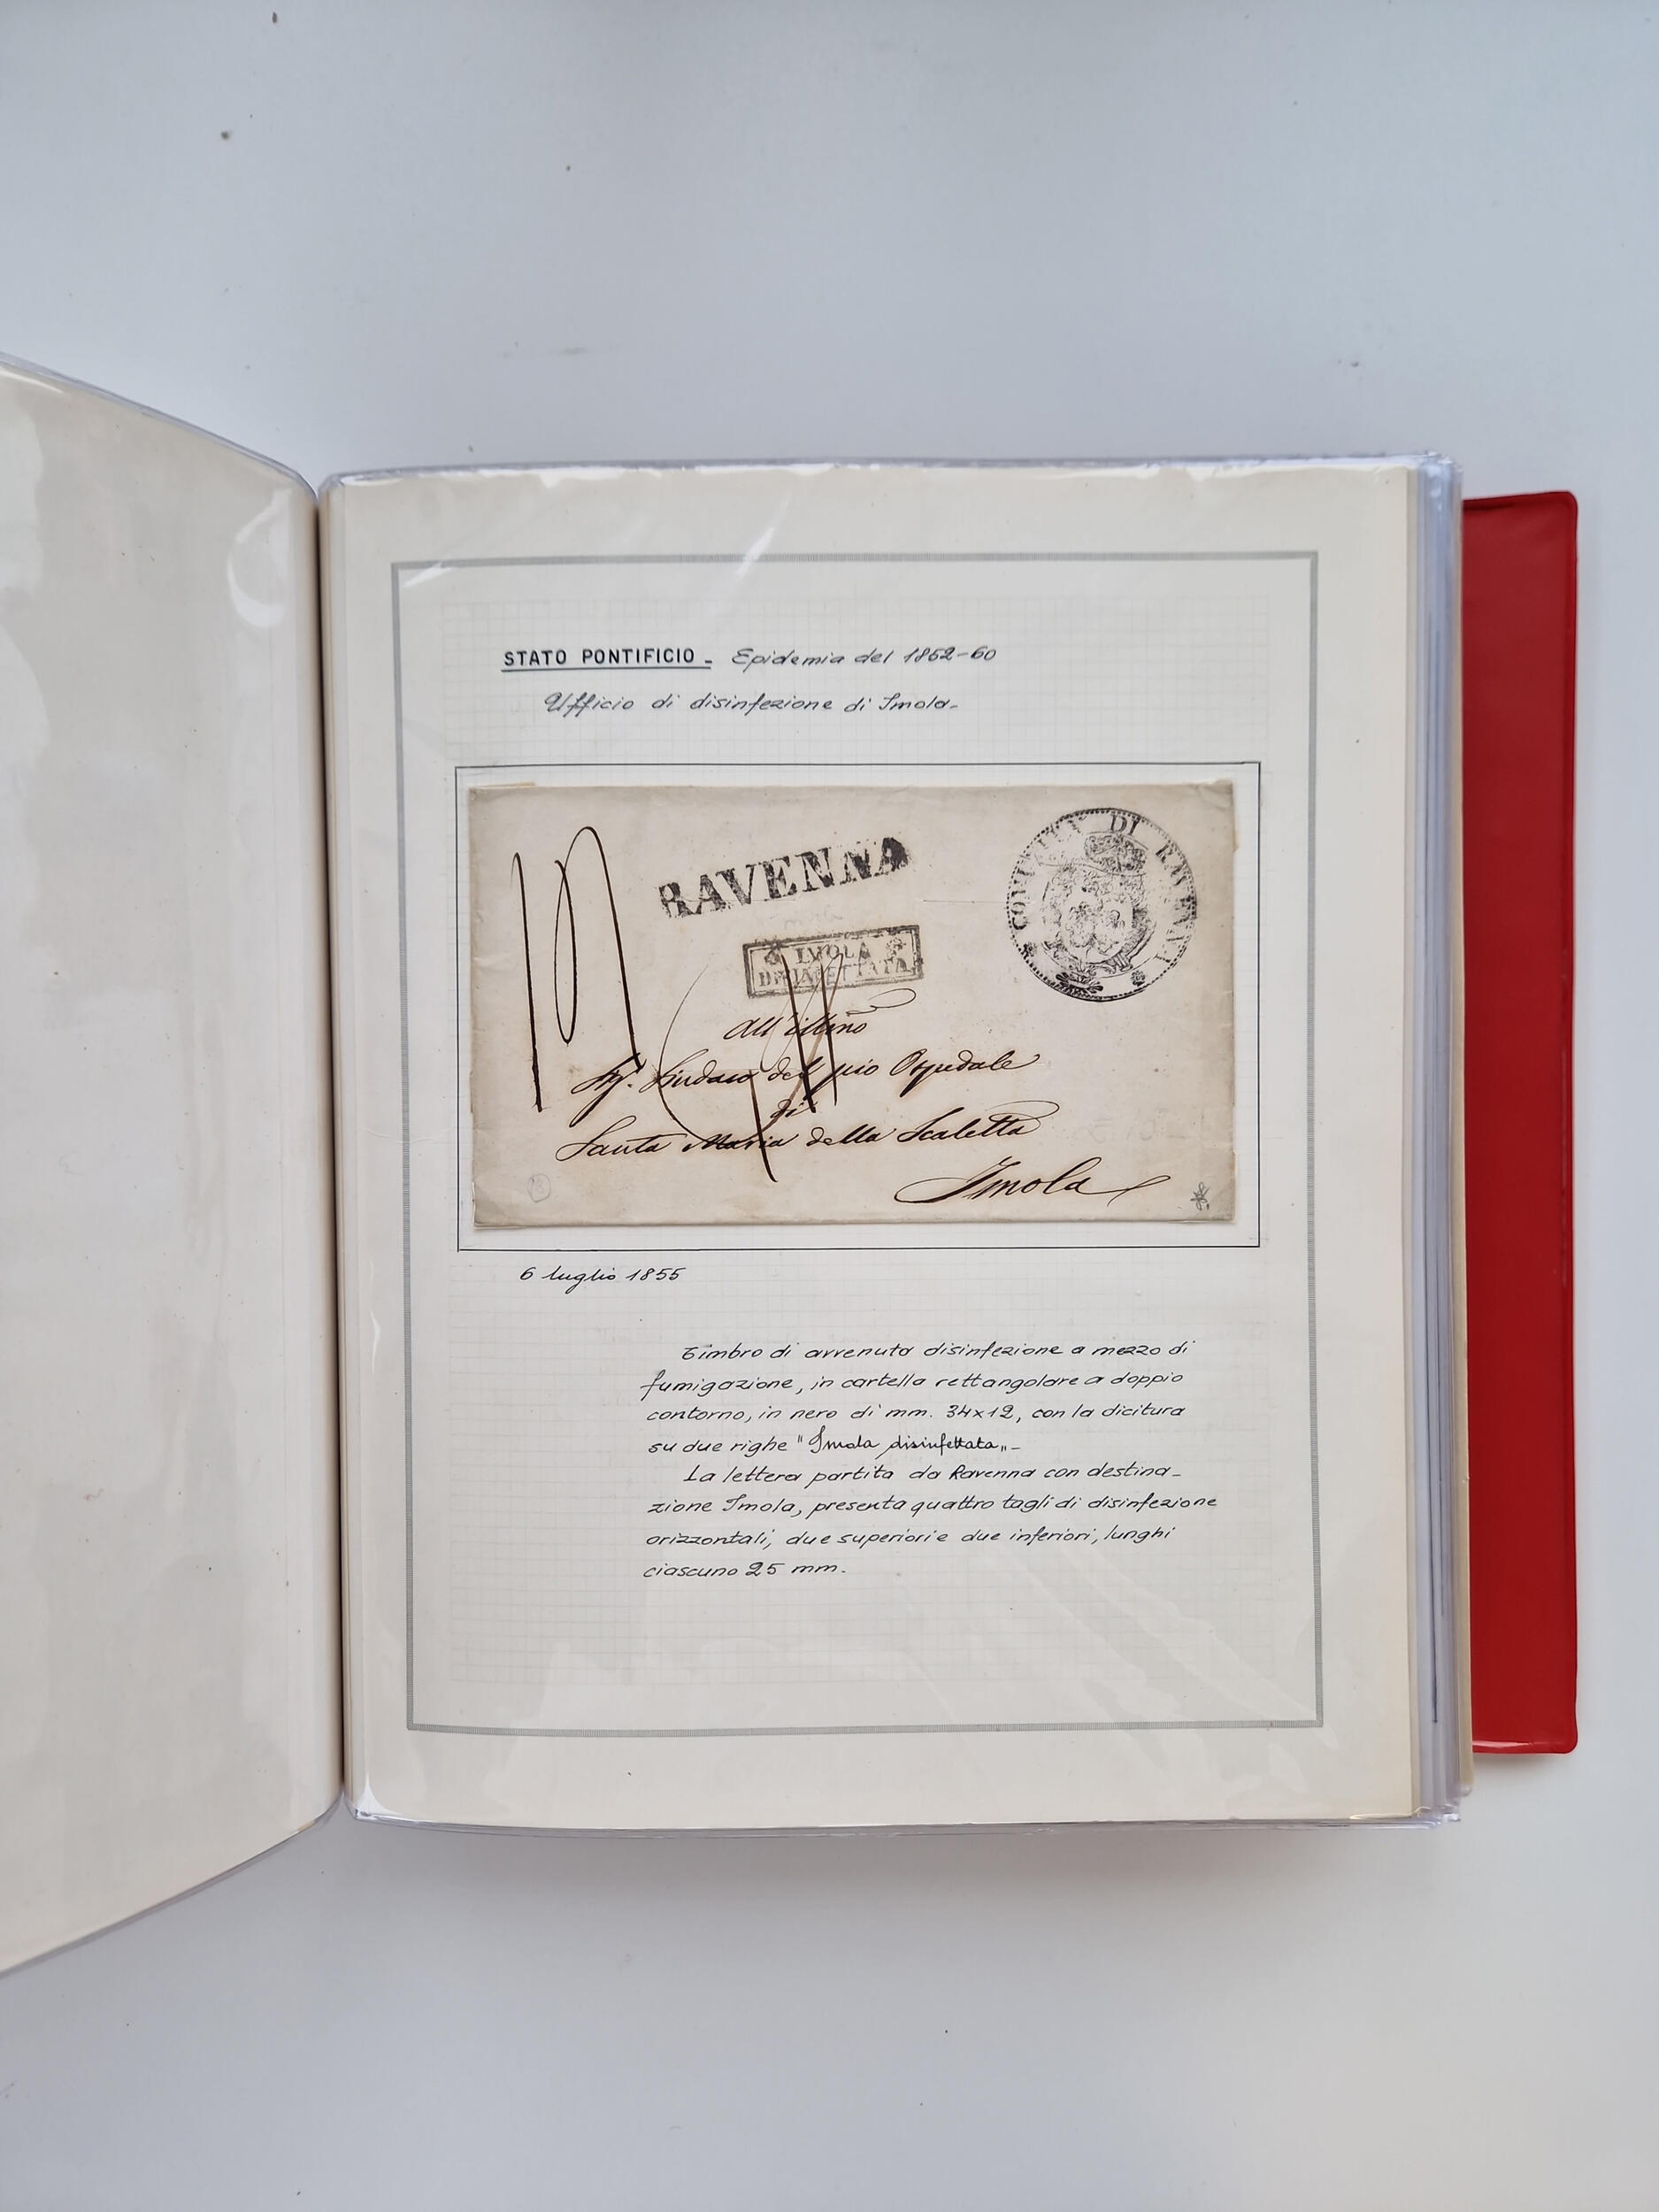 STATO PONTIFICIO - Epidemia del 1852-60
Ufficio di disinfezione di Imola-
RAVENNA
COMUNITA' DI RAVENNA
IMOLA
DISINFETTATA
All' Illmo
Sig. Sindaco del pio Ospedale
di
Santa Maria della Scaletta
Imola
6 luglio 1855
Timbro di avvenuta disinfezione a mezzo di
fumigazione, in cartella rettangolare a doppio
contorno, in nero di mm. 34x12, con la dicitura
su due righe "Imola disinfettata"-
La lettera partita da Ravenna con destina-
zione Imola, presenta quattro tagli di disinfezione
orizzontali, due superiori e due inferiori, lunghi
ciascuno 25 mm.